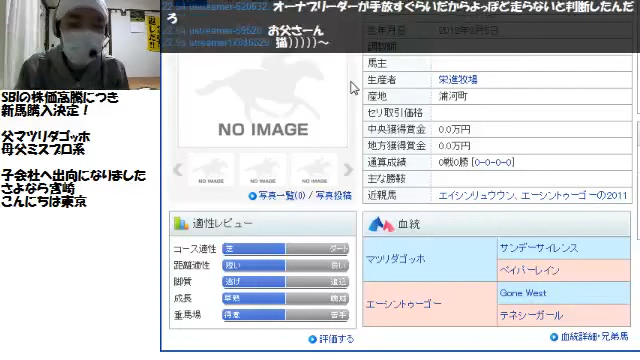 オーナブリーダーが手放すぐらいだからよっぽど走らないと判断したんだろ
お父さーん
猫)))))～
SBIの株価高騰につき
新馬購入決定！
父マツリダゴッホ
母父ミスプロ系
子会社へ出向になりました
さよなら宮崎
こんにちは東京
NO IMAGE
NO IMAGE
NO IMAGE
NO IMAGE
写真一覧(0) / 写真投稿
馬主
生産者 栄進牧場
産地 浦河町
セリ取引価格
中央獲得賞金 0.0万円
地方獲得賞金 0.0万円
通算成績 0戦0勝 [0-0-0-0]
主な勝鞍
近親馬 エイシンリュウウン、エーシントゥーゴーの2011
適性レビュー
コース適性 芝 ダート
距離適性 短い 長い
脚質 逃げ 追込
成長 早熟 晩成
重馬場 得意 苦手
評価する
血統
マツリダゴッホ
サンデーサイレンス
ペイパーレイン
エーシントゥーゴー
Gone West
テネシーガール
血統詳細・兄弟馬